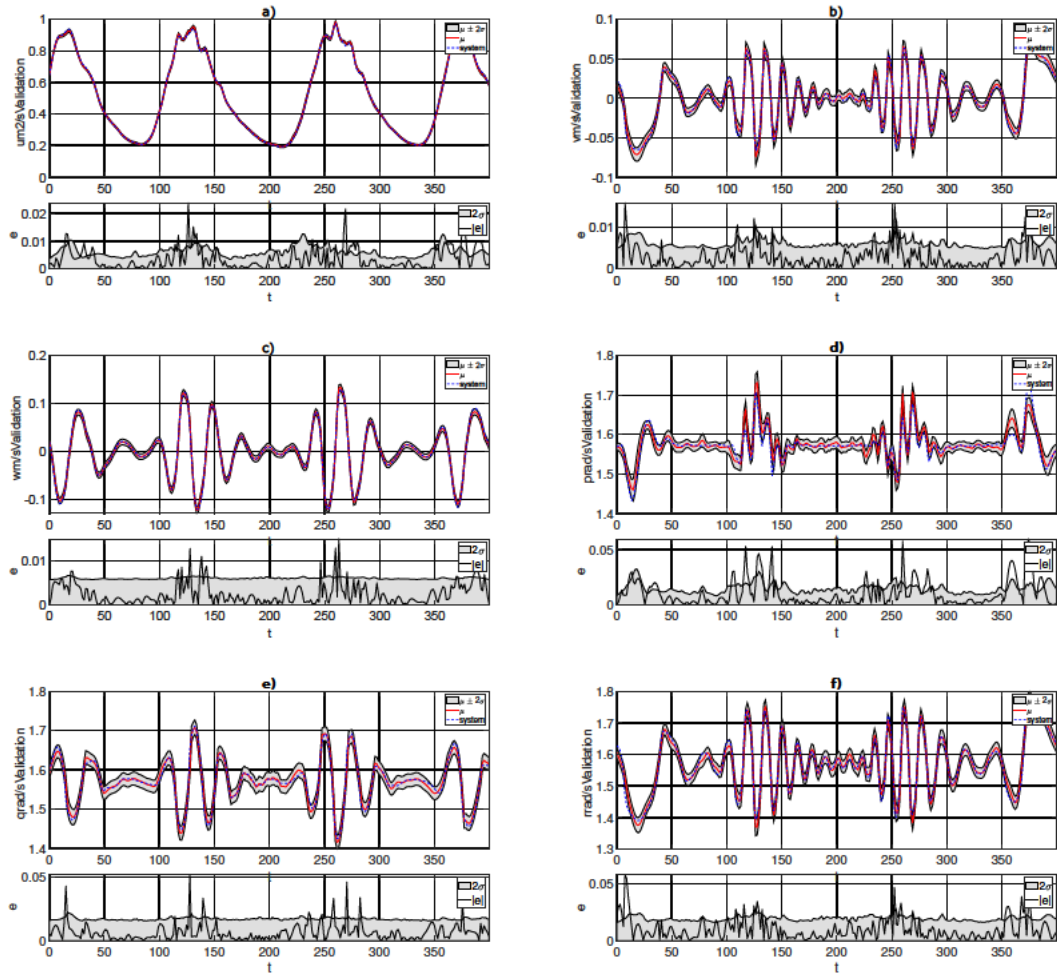 a)
um2/sValidation
1
0.8
0.6
0.4
0.2
0
0 50 100 150 200 250 300 350
μ ± 2σ
μ
system
e
0.02
0.01
0
2σ
|e|
0 50 100 150 200 250 300 350
t
b)
vm/sValidation
0.1
0.05
0
-0.05
-0.1
0 50 100 150 200 250 300 350
μ ± 2σ
μ
system
e
0.01
0
2σ
|e|
0 50 100 150 200 250 300 350
t
c)
wm/sValidation
0.2
0.1
0
-0.1
0 50 100 150 200 250 300 350
μ ± 2σ
μ
system
e
0.01
0
2σ
|e|
0 50 100 150 200 250 300 350
t
d)
prad/sValidation
1.8
1.7
1.6
1.5
1.4
0 50 100 150 200 250 300 350
μ ± 2σ
μ
system
e
0.05
0
2σ
|e|
0 50 100 150 200 250 300 350
t
e)
qrad/sValidation
1.8
1.7
1.6
1.5
1.4
0 50 100 150 200 250 300 350
μ ± 2σ
μ
system
e
0.05
0
2σ
|e|
0 50 100 150 200 250 300 350
t
f)
rrad/sValidation
1.8
1.7
1.6
1.5
1.4
1.3
0 50 100 150 200 250 300 350
μ ± 2σ
μ
system
e
0.05
0
2σ
|e|
0 50 100 150 200 250 300 350
t